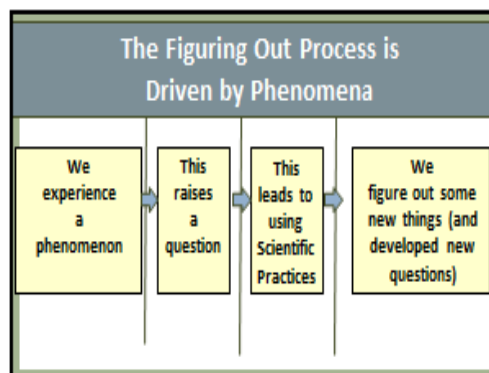 The Figuring Out Process is
Driven by Phenomena
We
experience
a
phenomenon
This
raises
a
question
This
leads to
using
Scientific
Practices
We
figure out some
new things (and
developed new
questions)